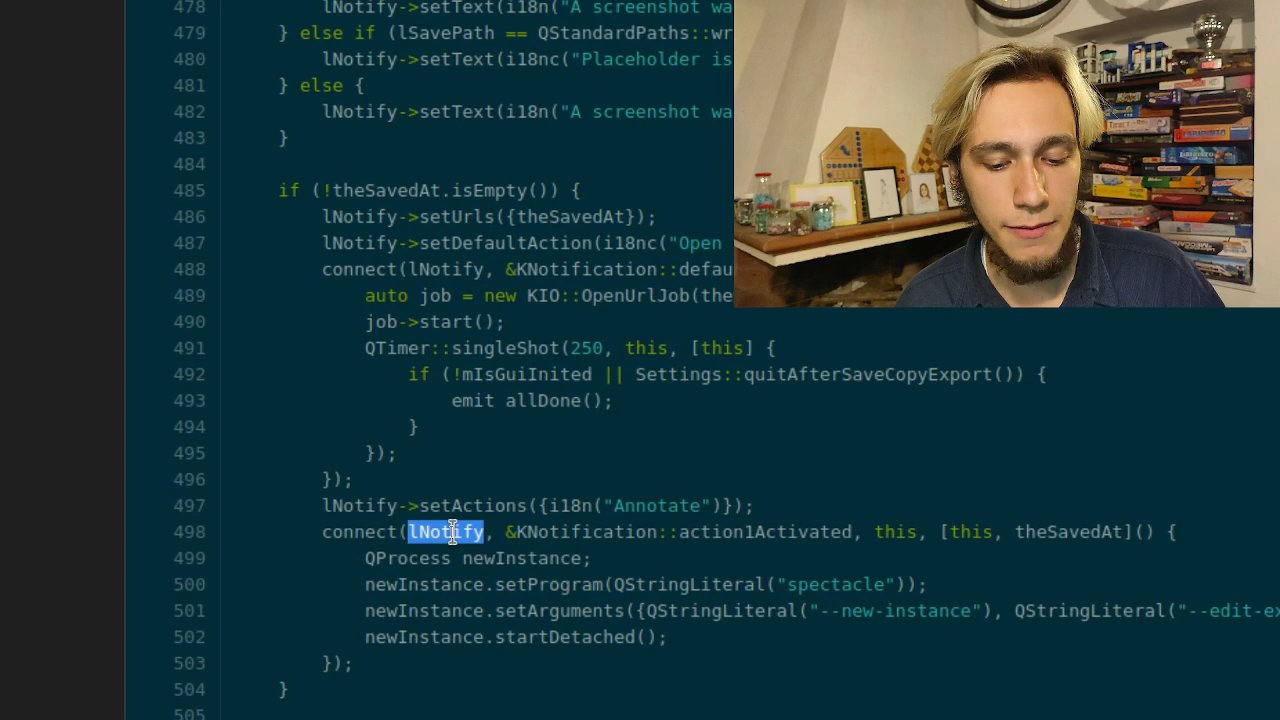 478 lNotify->setText(i18n("A screenshot wa
479 } else if (lSavePath == QStandardPaths::wr
480 lNotify->setText(i18nc("Placeholder is
481 } else {
482 lNotify->setText(i18n("A screenshot wa
483 }
484
485 if (!theSavedAt.isEmpty()) {
486 lNotify->setUrls({theSavedAt});
487 lNotify->setDefaultAction(i18nc("Open
488 connect(lNotify, &KNotification::defau
489 auto job = new KIO::OpenUrlJob(the
490 job->start();
491 QTimer::singleShot(250, this, [this] {
492 if (!mIsGuiInited || Settings::quitAfterSaveCopyExport()) {
493 emit allDone();
494 }
495 });
496 });
497 lNotify->setActions({i18n("Annotate")});
498 connect(lNotify, &KNotification::action1Activated, this, [this, theSavedAt]() {
499 QProcess newInstance;
500 newInstance.setProgram(QStringLiteral("spectacle"));
501 newInstance.setArguments({QStringLiteral("--new-instance"), QStringLiteral("--edit-ex
502 newInstance.startDetached();
503 });
504 }
505
LABIRINTO